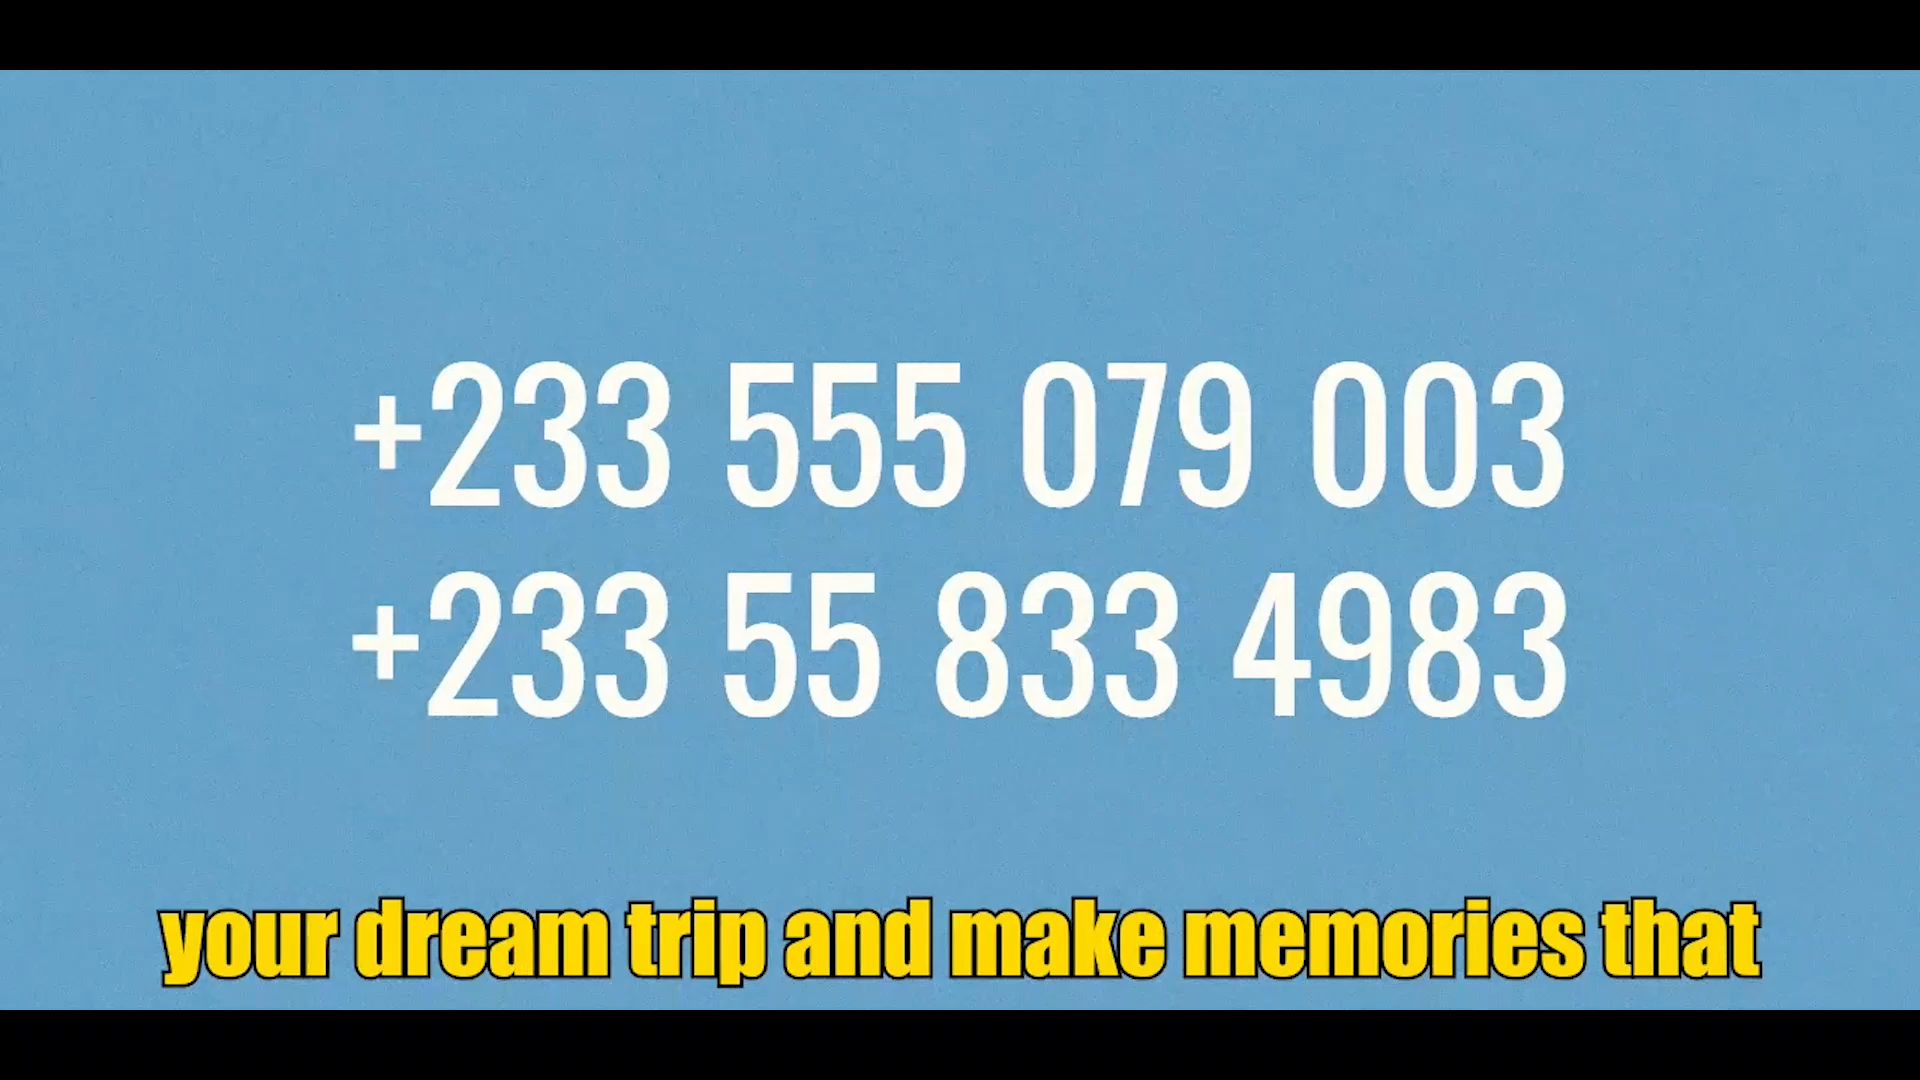 +233 555 079 003
+233 55 833 4983
your dream trip and make memories that